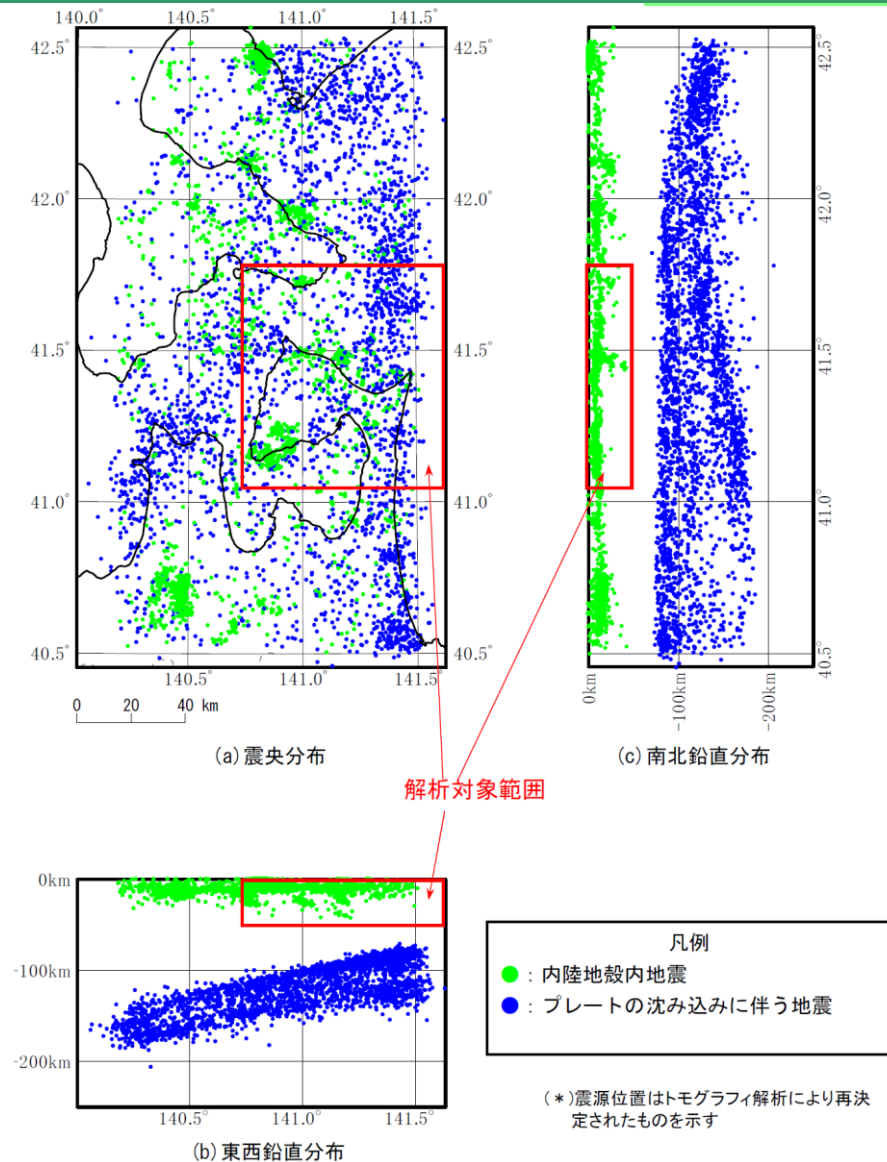 140.0° 140.5° 141.0° 141.5°
42.5° 42.5° 42.5°
42.0° 42.0° 42.0°
41.5° 41.5° 41.5°
41.0° 41.0° 41.0°
40.5° 40.5° 40.5°
140.5° 141.0° 141.5°
0km -100km -200km
0 20 40 km
(a)震央分布
(c)南北鉛直分布
解析対象範囲
0km
-100km
-200km
140.5° 141.0° 141.5°
(b)東西鉛直分布
凡例
:内陸地殻内地震
:プレートの沈み込みに伴う地震
(*)震源位置はトモグラフィ解析により再決
定されたものを示す